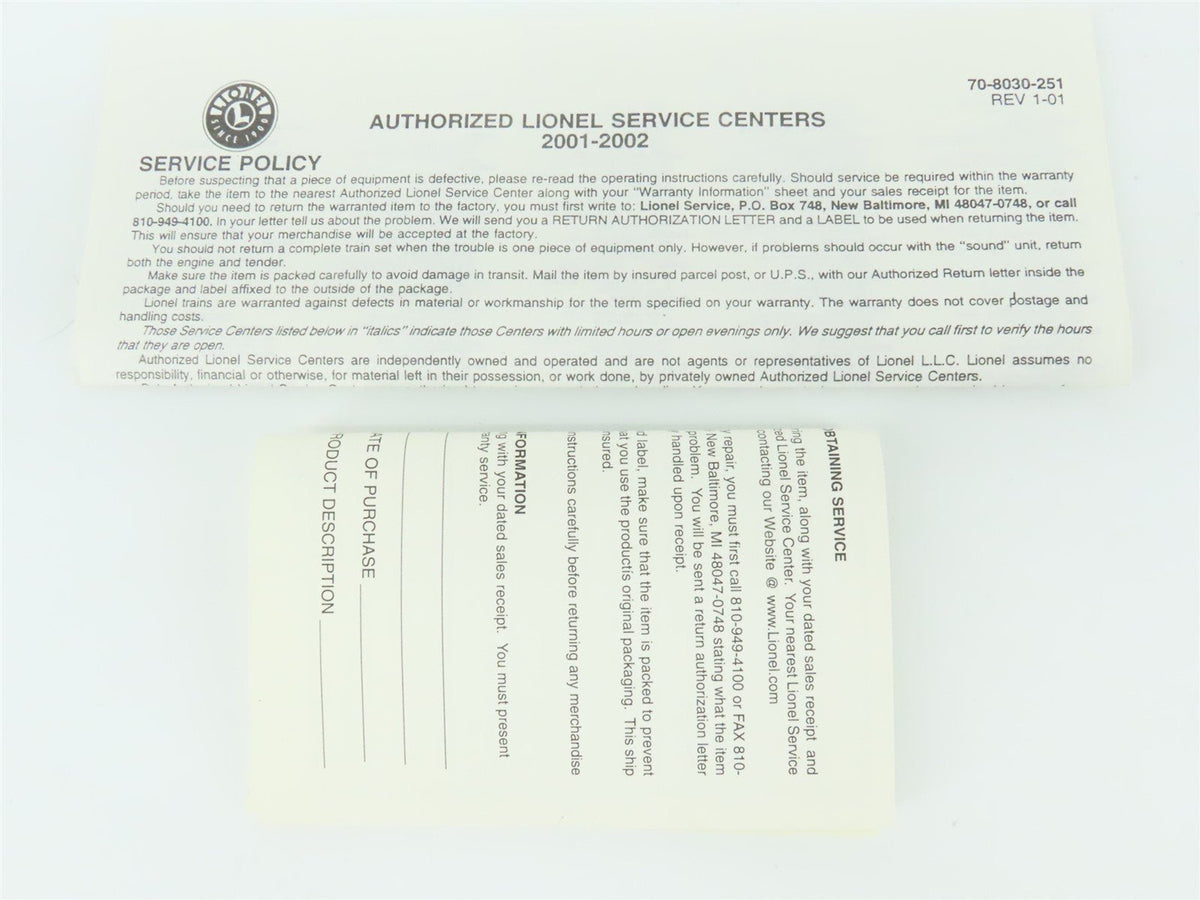 LIONEL
L
SINCE 1900
70-8030-251
REV 1-01
AUTHORIZED LIONEL SERVICE CENTERS
2001-2002
SERVICE POLICY
Before suspecting that a piece of equipment is defective, please re-read the operating instructions carefully. Should service be required within the warranty
period, take the item to the nearest Authorized Lionel Service Center along with your "Warranty Information" sheet and your sales receipt for the item.
Should you need to return the warranted item to the factory, you must first write to: Lionel Service, P.O. Box 748, New Baltimore, MI 48047-0748, or call
810-949-4100. In your letter tell us about the problem. We will send you a RETURN AUTHORIZATION LETTER and a LABEL to be used when returning the item.
This will ensure that your merchandise will be accepted at the factory.
You should not return a complete train set when the trouble is one piece of equipment only. However, if problems should occur with the "sound" unit, return
both the engine and tender.
Make sure the item is packed carefully to avoid damage in transit. Mail the item by insured parcel post, or U.P.S., with our Authorized Return letter inside the
package and label affixed to the outside of the package.
Lionel trains are warranted against defects in material or workmanship for the term specified on your warranty. The warranty does not cover postage and
handling costs.
Those Service Centers listed below in "italics" indicate those Centers with limited hours or open evenings only. We suggest that you call first to verify the hours
that they are open.
Authorized Lionel Service Centers are independently owned and operated and are not agents or representatives of Lionel L.L.C. Lionel assumes no
responsibility, financial or otherwise, for material left in their possession, or work done, by privately owned Authorized Lionel Service Centers.
BTAINING SERVICE
ring the item, along with your dated sales receipt and
ed Lionel Service Center. Your nearest Lionel Service
contacting our Website @ www.Lionel.com
y repair, you must first call 810-949-4100 or FAX 810-
New Baltimore, MI 48047-0748 stating what the item
problem. You will be sent a return authorization letter
handled upon receipt.
d label, make sure that the item is packed to prevent
at you use the productis original packaging. This ship
nsured.
nstructions carefully before returning any merchandise
FORMATION
g with your dated sales receipt. You must present
anty service.
ATE OF PURCHASE
RODUCT DESCRIPTION